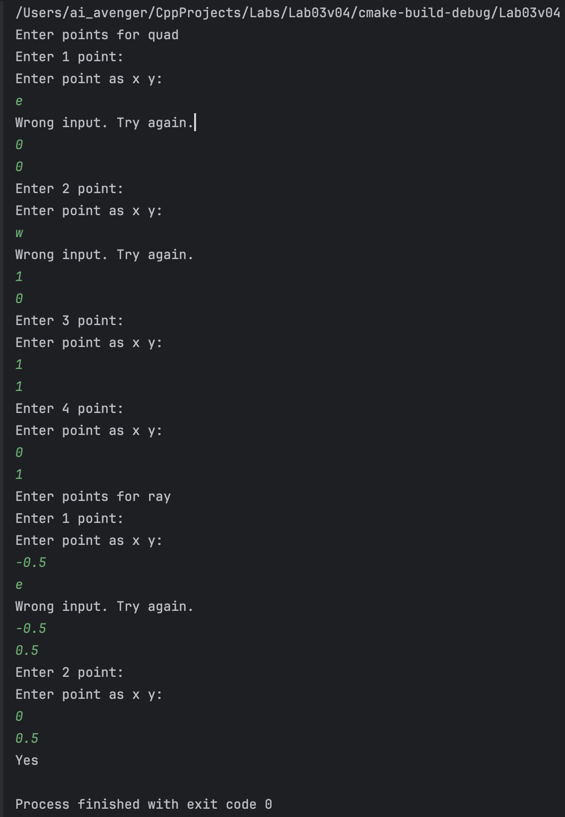 /Users/ai_avenger/CppProjects/Labs/Lab03v04/cmake-build-debug/Lab03v04
Enter points for quad
Enter 1 point:
Enter point as x y:
e
Wrong input. Try again.
0
0
Enter 2 point:
Enter point as x y:
w
Wrong input. Try again.
1
0
Enter 3 point:
Enter point as x y:
1
1
Enter 4 point:
Enter point as x y:
0
1
Enter points for ray
Enter 1 point:
Enter point as x y:
-0.5
e
Wrong input. Try again.
-0.5
0.5
Enter 2 point:
Enter point as x y:
0
0.5
Yes
Process finished with exit code 0